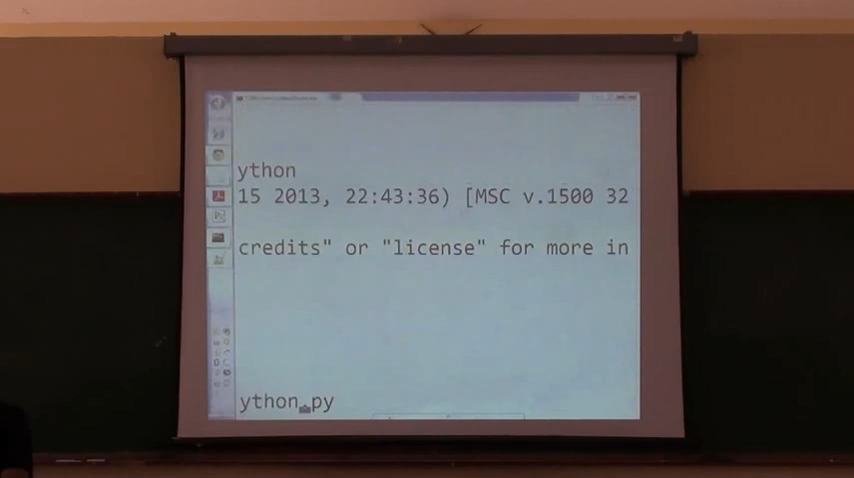 ython
15 2013, 22:43:36) [MSC v.1500 32
credits" or "license" for more in
ython py